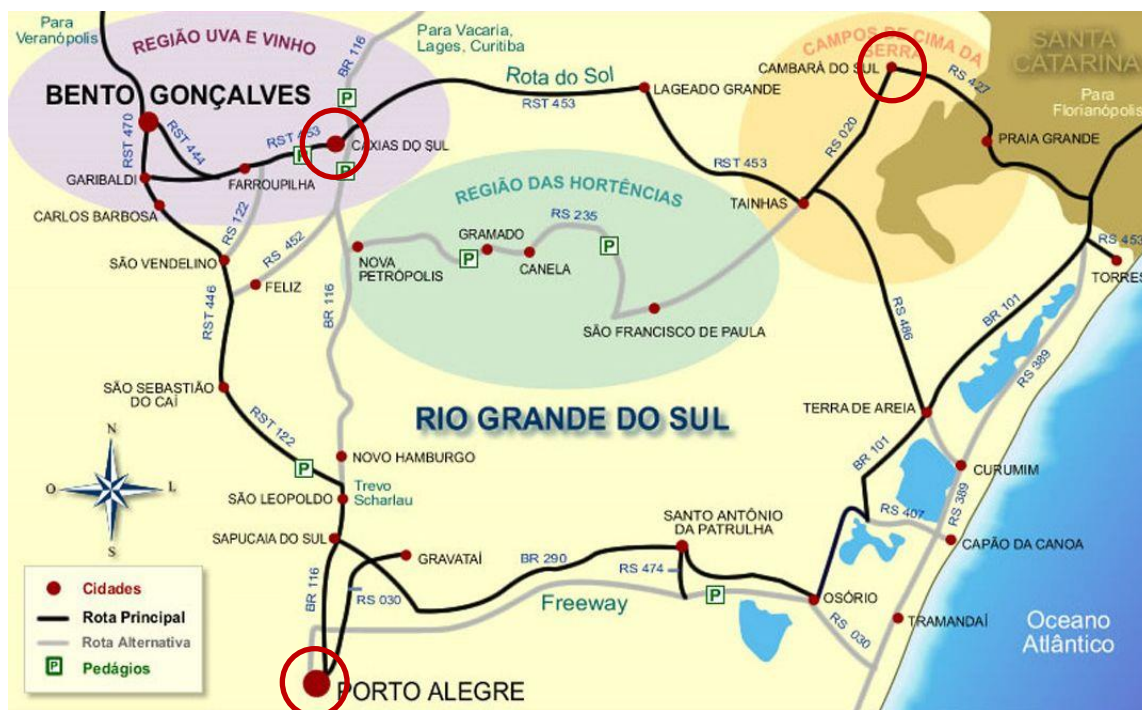 Para
Veranópolis
REGIÃO UVA E VINHO
BR 116
Para Vacaria,
Lages, Curitiba
CAMPOS DE CIMA DA
SERRA
SANTA
CATARINA
CAMBARÁ DO SUL
RS 427
Para
Florianópolis
BENTO GONÇALVES
P
Rota do Sol
RST 453
LAGEADO GRANDE
RS 020
PRAIA GRANDE
RST 470
RST 444
RST 453
P
CAXIAS DO SUL
P
GARIBALDI
FARROUPILHA
RST 453
TAINHAS
CARLOS BARBOSA
RS 122
REGIÃO DAS HORTÊNCIAS
RS 235
GRAMADO
P
CANELA
P
NOVA
PETRÓPOLIS
RS 452
SÃO VENDELINO
FELIZ
RS 453
TORRES
RST 446
BR 116
SÃO FRANCISCO DE PAULA
RS 486
BR 101
RS 389
SÃO SEBASTIÃO
DO CAÍ
RIO GRANDE DO SUL
TERRA DE AREIA
RST 122
BR 101
P
NOVO HAMBURGO
Trevo
Scharlau
CURUMIM
SÃO LEOPOLDO
RS 389
RS 407
SAPUCAIA DO SUL
SANTO ANTÔNIO
DA PATRULHA
CAPÃO DA CANOA
GRAVATAÍ
BR 290
RS 474
BR 116
RS 030
Freeway
P
OSÓRIO
TRAMANDAÍ
RS 030
Oceano
Atlântico
PORTO ALEGRE
N
O
L
S
Cidades
Rota Principal
Rota Alternativa
P
Pedágios